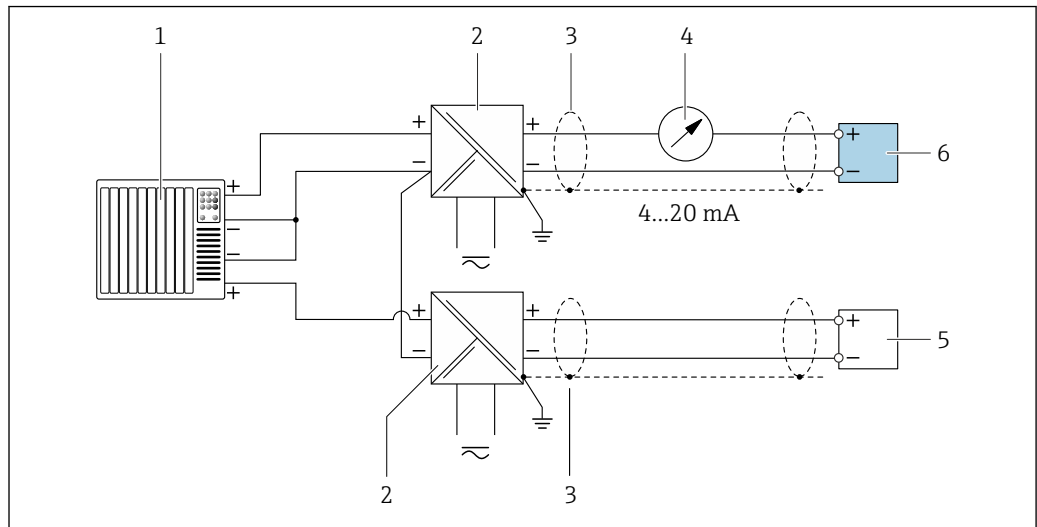 1 2 3 4
+ + + +
+ − − − 6
−
4...20 mA
−
+
+ + +
− − − 5
2 3